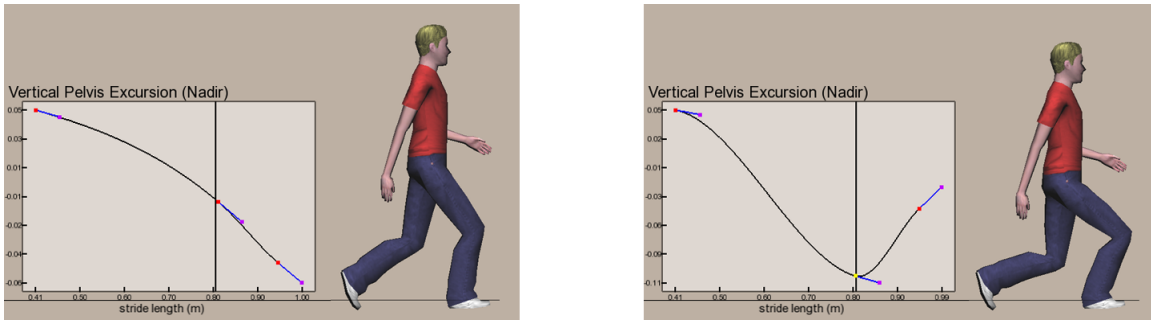 Vertical Pelvis Excursion (Nadir)
0.05
0.03
0.01
-0.01
-0.02
-0.04
-0.06
0.41 0.50 0.60 0.70 0.80 0.90 1.00
stride length (m)
Vertical Pelvis Excursion (Nadir)
0.05
0.03
-0.01
-0.03
-0.06
-0.09
-0.11
0.41 0.50 0.60 0.70 0.80 0.90 0.99
stride length (m)